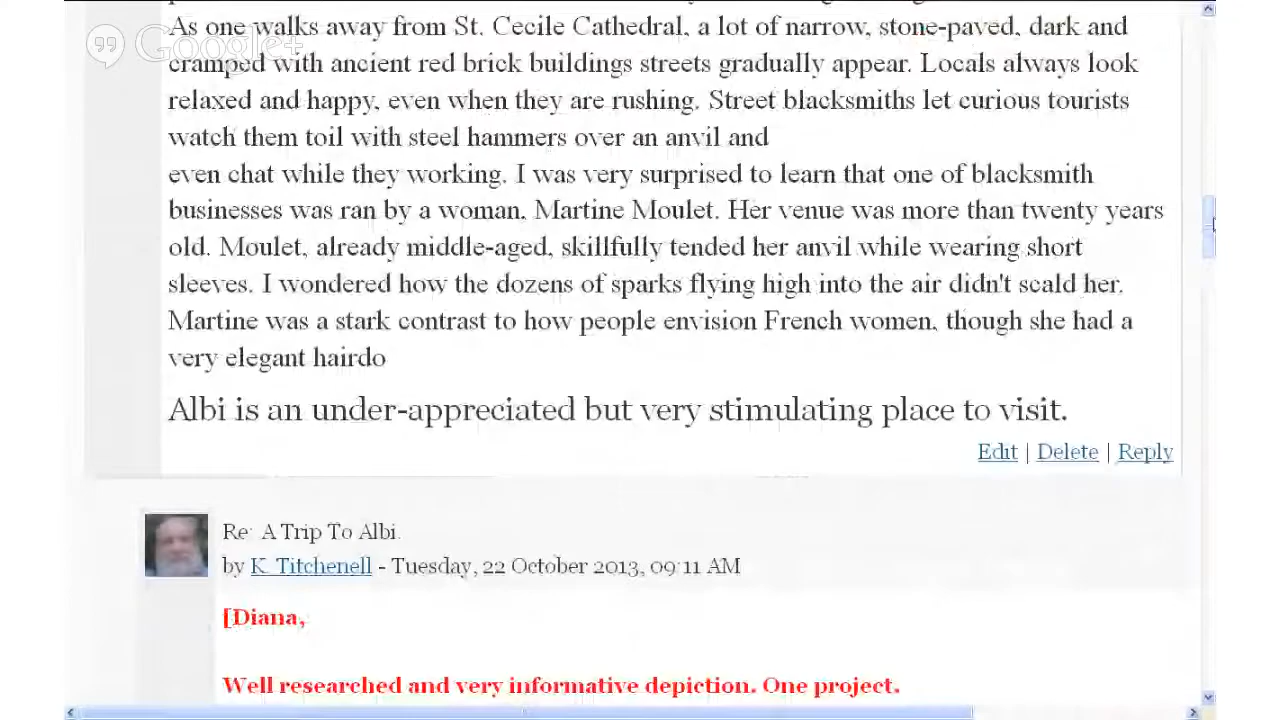 As one walks away from St. Cecile Cathedral, a lot of narrow, stone-paved, dark and
Google+
cramped with ancient red brick buildings streets gradually appear. Locals always look
relaxed and happy, even when they are rushing. Street blacksmiths let curious tourists
watch them toil with steel hammers over an anvil and
even chat while they working. I was very surprised to learn that one of blacksmith
businesses was ran by a woman, Martine Moulet. Her venue was more than twenty years
old. Moulet, already middle-aged, skillfully tended her anvil while wearing short
sleeves. I wondered how the dozens of sparks flying high into the air didn't scald her.
Martine was a stark contrast to how people envision French women, though she had a
very elegant hairdo
Albi is an under-appreciated but very stimulating place to visit.
Edit | Delete | Reply
Re: A Trip To Albi.
by K. Titchenell - Tuesday, 22 October 2013, 09:11 AM
[Diana,
Well researched and very informative depiction. One project.